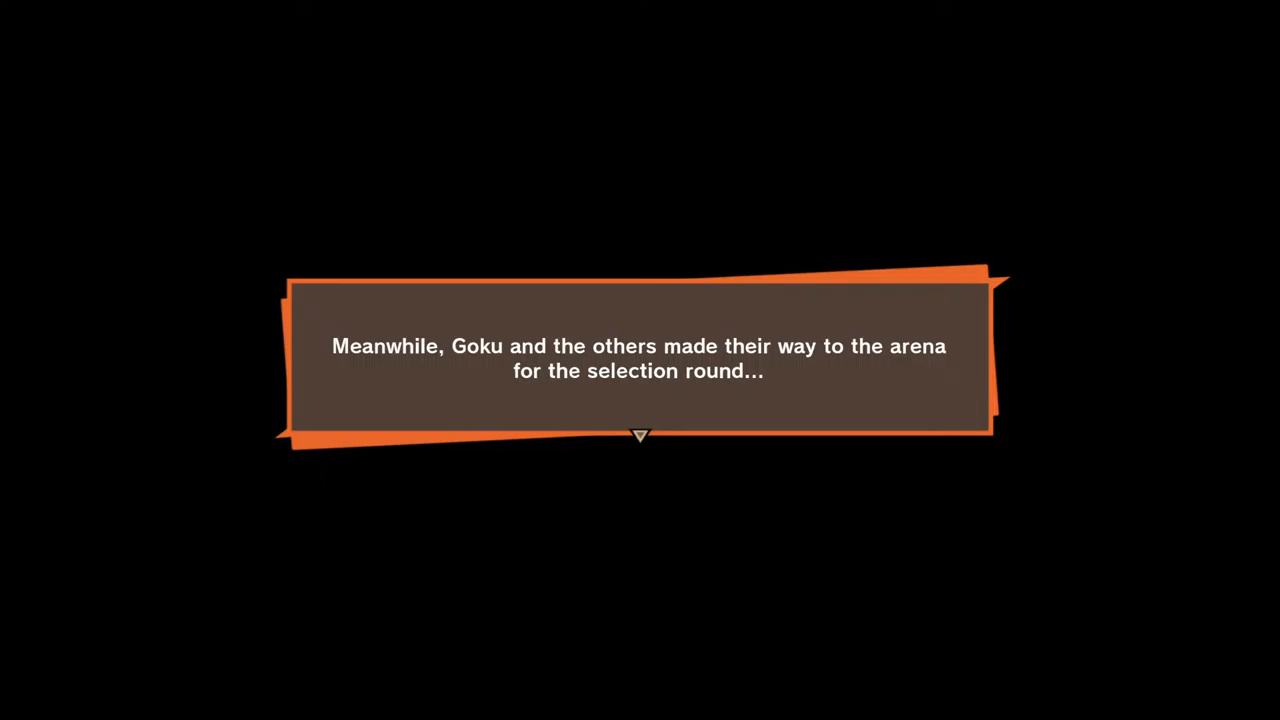 Meanwhile, Goku and the others made their way to the arena
for the selection round...